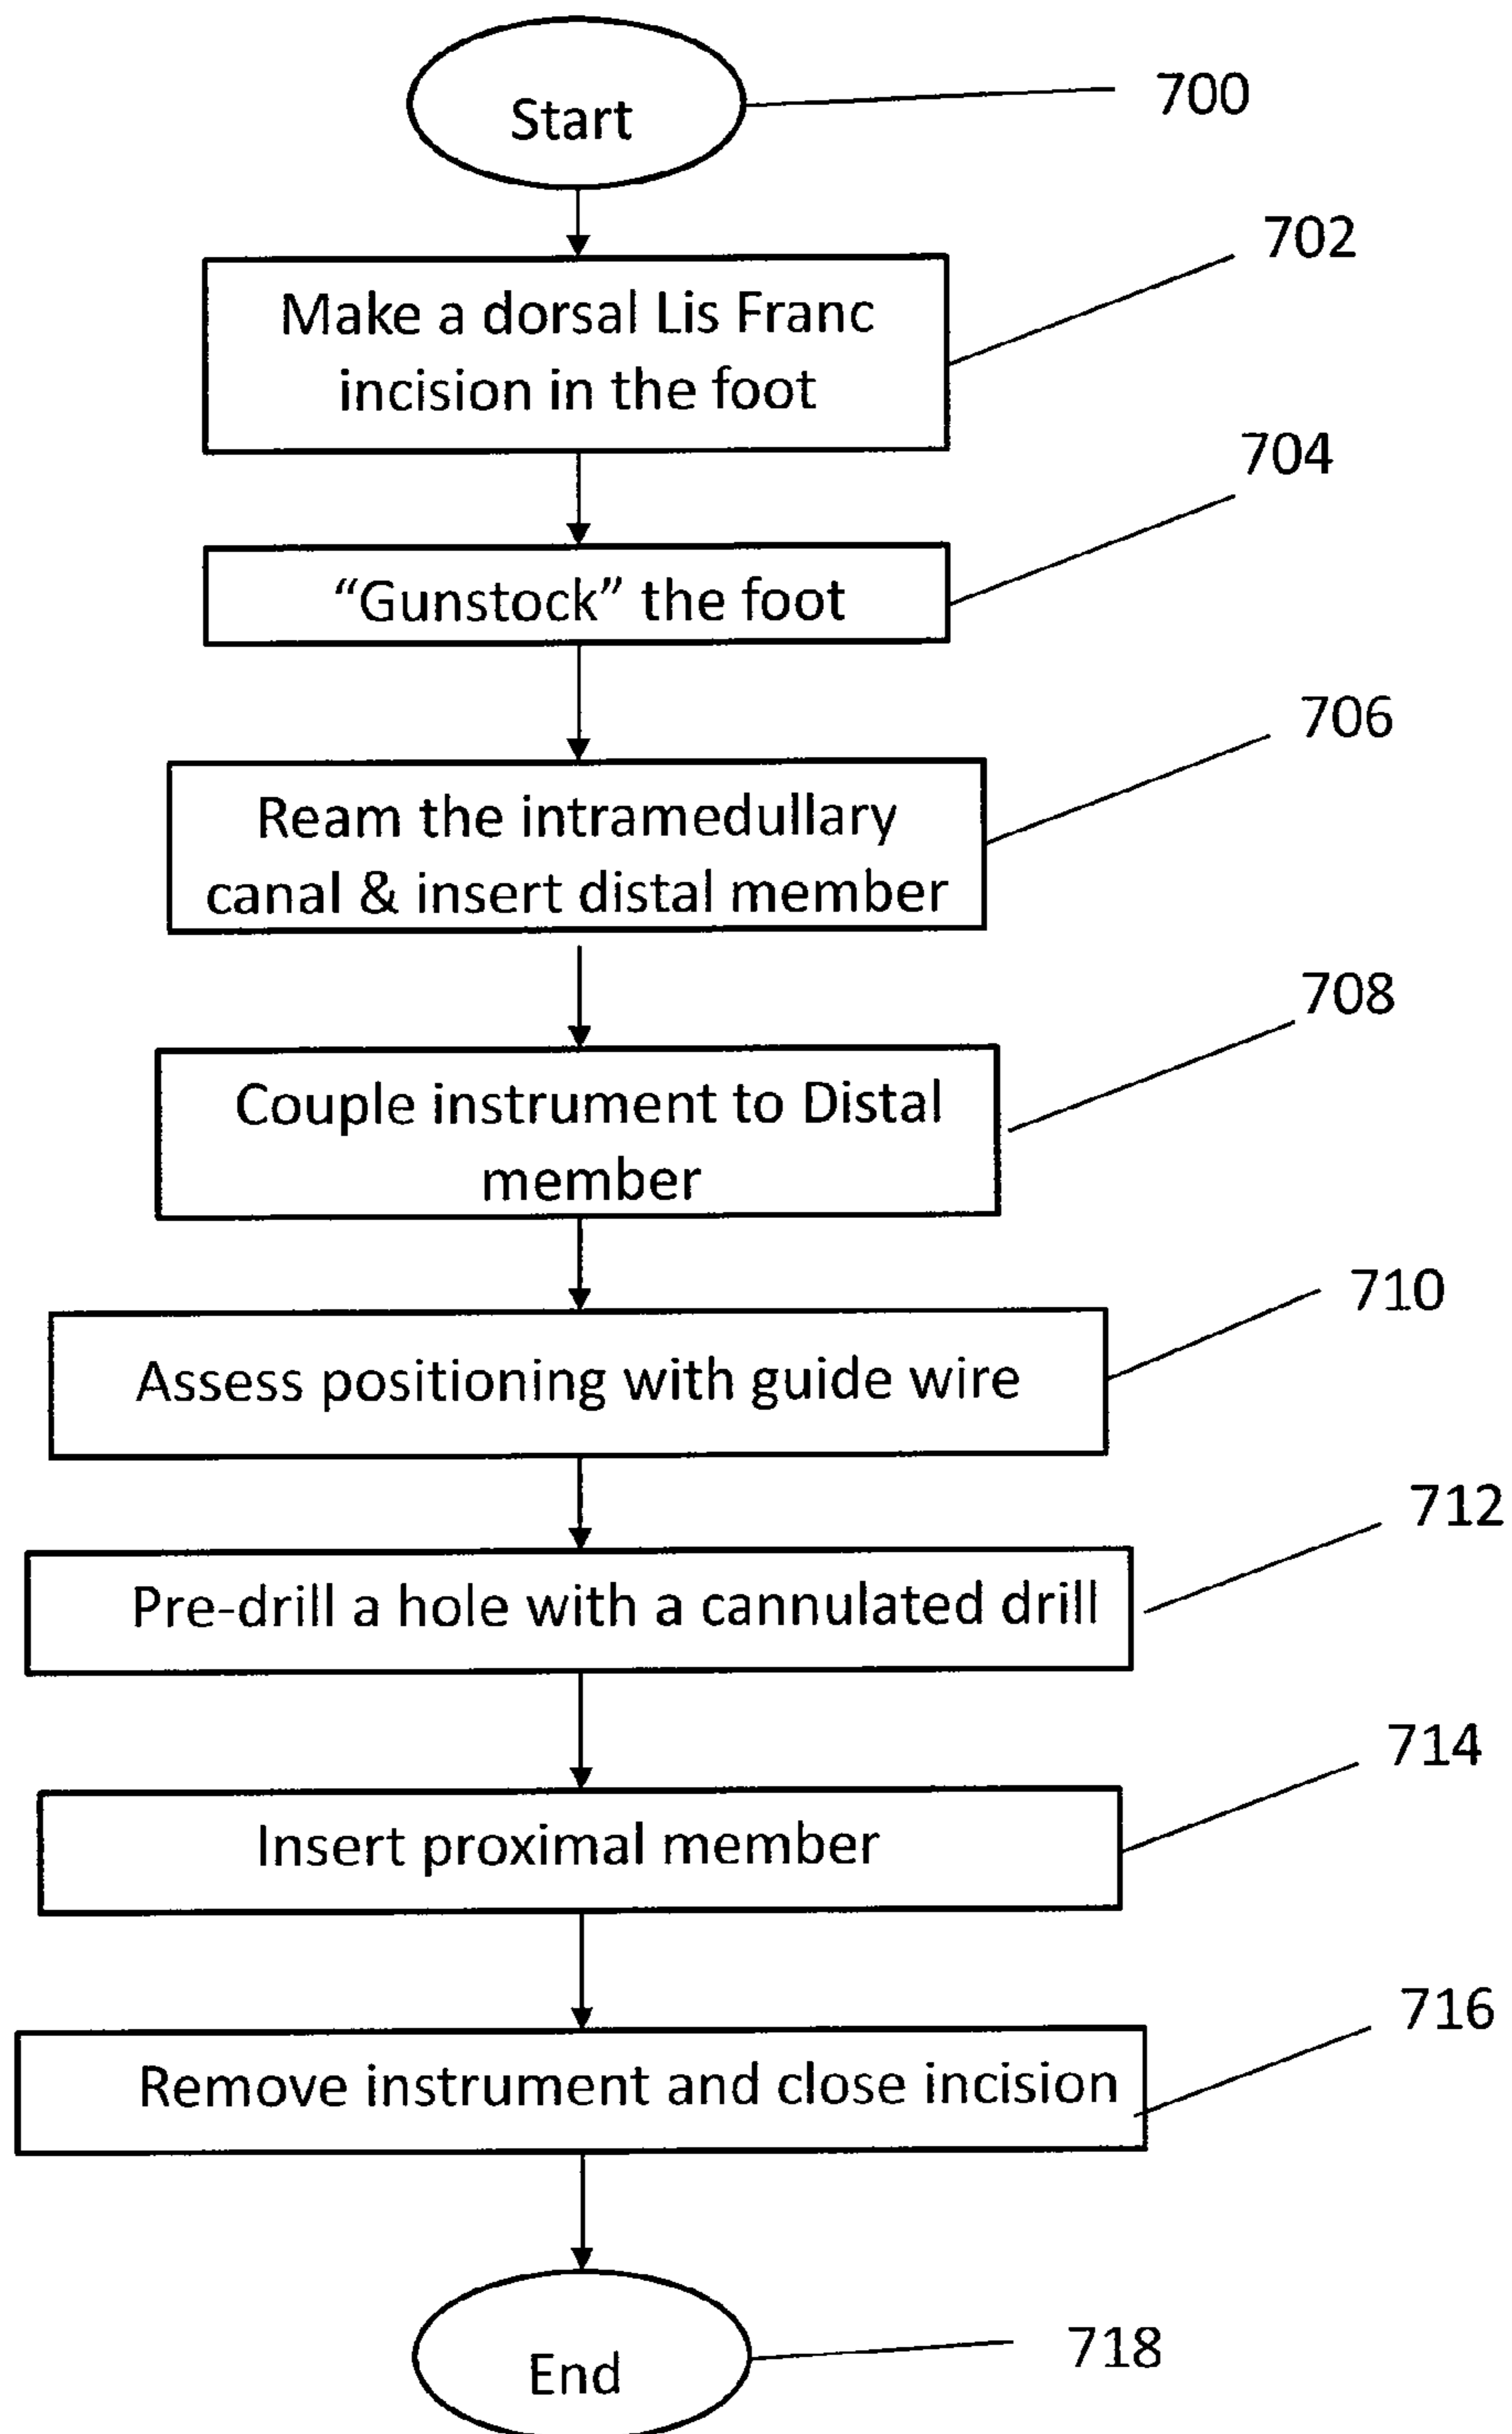 Start
700
702
Make a dorsal Lis Franc
incision in the foot
704
“Gunstock” the foot
706
Ream the intramedullary
canal & insert distal member
708
Couple instrument to Distal
member
710
Assess positioning with guide wire
712
Pre-drill a hole with a cannulated drill
714
Insert proximal member
716
Remove instrument and close incision
718
End